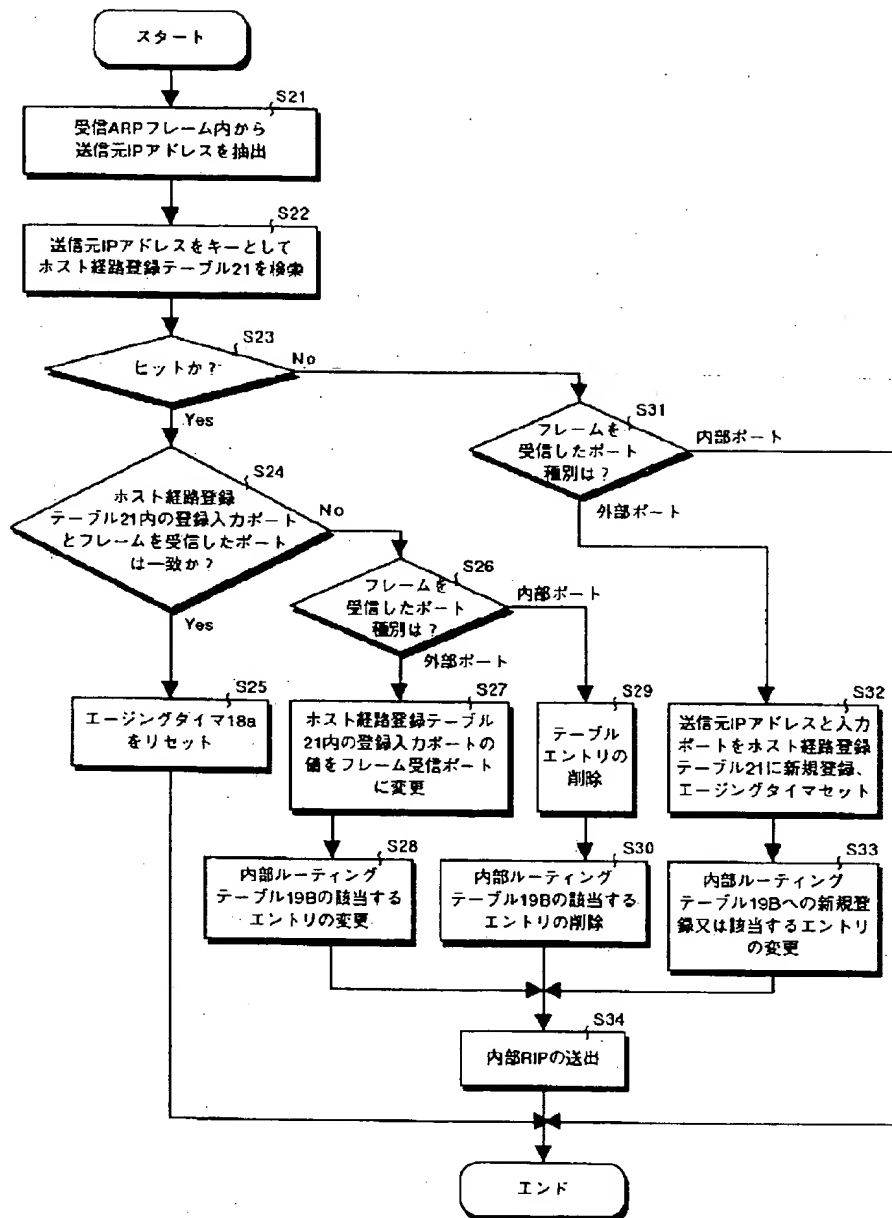 スタート
S21
受信ARPフレーム内から
送信元IPアドレスを抽出
S22
送信元IPアドレスをキーとして
ホスト経路登録テーブル21を検索
S23
ヒットか?
No
Yes
S31
フレームを
受信したポート
種別は?
内部ポート
外部ポート
S24
ホスト経路登録
テーブル21内の登録入力ポート
とフレームを受信したポート
は一致か?
No
Yes
S26
フレームを
受信したポート
種別は?
内部ポート
外部ポート
S25
エージングタイマ18a
をリセット
S27
ホスト経路登録テーブル
21内の登録入力ポートの
値をフレーム受信ポート
に変更
S29
テーブル
エントリの
削除
S32
送信元IPアドレスと入力
ポートをホスト経路登録
テーブル21に新規登録、
エージングタイマセット
S28
内部ルーティング
テーブル19Bの該当する
エントリの変更
S30
内部ルーティング
テーブル19Bの該当する
エントリの削除
S33
内部ルーティング
テーブル19Bへの新規登
録又は該当するエントリ
の変更
S34
内部RIPの送出
エンド